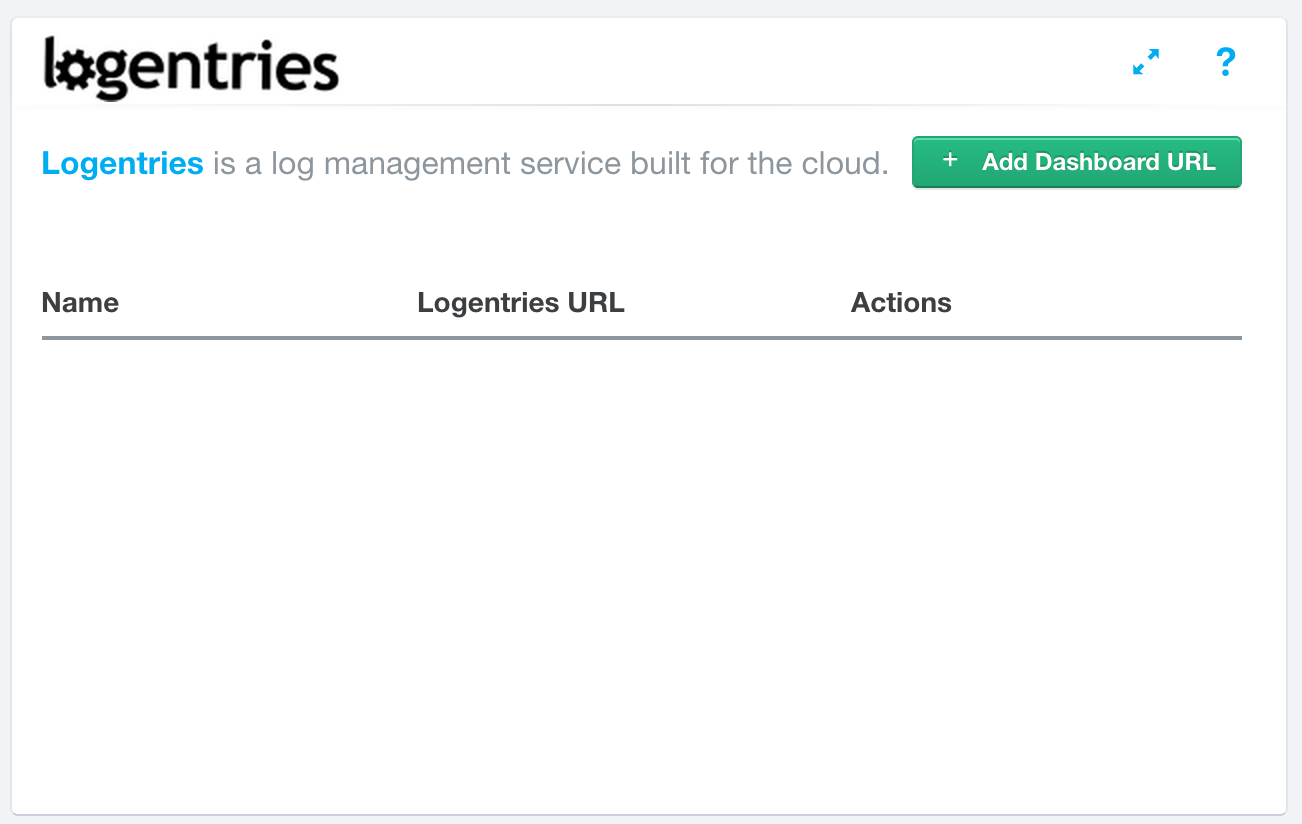 logentries
?
Logentries is a log management service built for the cloud.
+ Add Dashboard URL
Name Logentries URL Actions